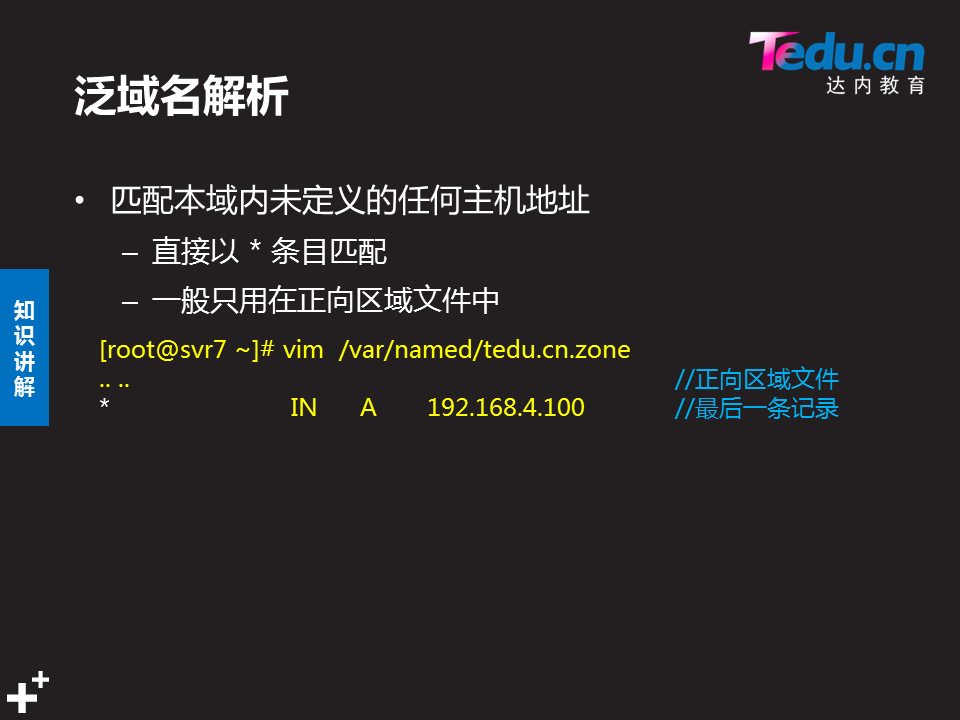 Tedu.cn
达内教育
泛域名解析
• 匹配本域内未定义的任何主机地址
– 直接以 * 条目匹配
– 一般只用在正向区域文件中
知识讲解
[root@svr7 ~]# vim /var/named/tedu.cn.zone
.. .. //正向区域文件
* IN A 192.168.4.100 //最后一条记录